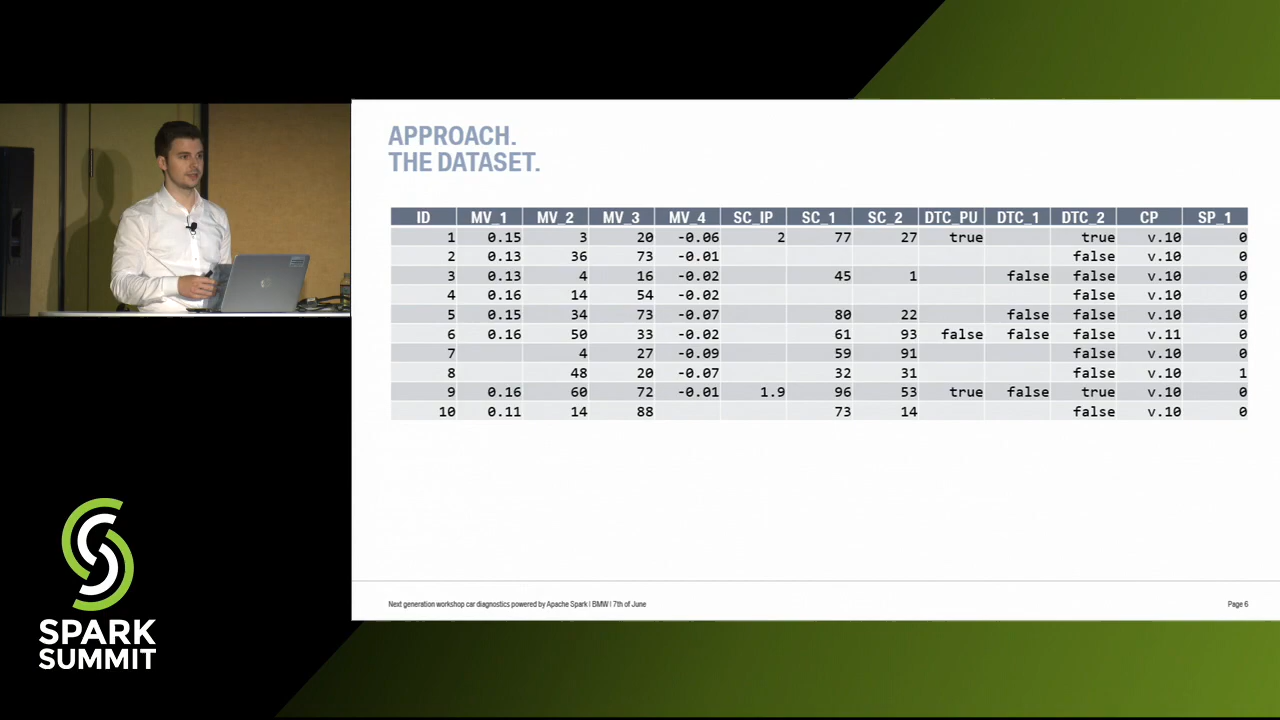 APPROACH.
THE DATASET.
ID MV_1 MV_2 MV_3 MV_4 SC_IP SC_1 SC_2 DTC_PU DTC_1 DTC_2 CP SP_1
1 0.15 3 20 -0.06 2 77 27 true true v.10 0
2 0.13 36 73 -0.01 false v.10 0
3 0.13 4 16 -0.02 45 1 false false v.10 0
4 0.16 14 54 -0.02 false v.10 0
5 0.15 34 73 -0.07 80 22 false false v.10 0
6 0.16 50 33 -0.02 61 93 false false false v.11 0
7 4 27 -0.09 59 91 false v.10 0
8 48 20 -0.07 32 31 false v.10 1
9 0.16 60 72 -0.01 1.9 96 53 true false true v.10 0
10 0.11 14 88 73 14 false v.10 0
Next generation workshop car diagnostics powered by Apache Spark | BMW | 7th of June
Page 6
SPARK
SUMMIT